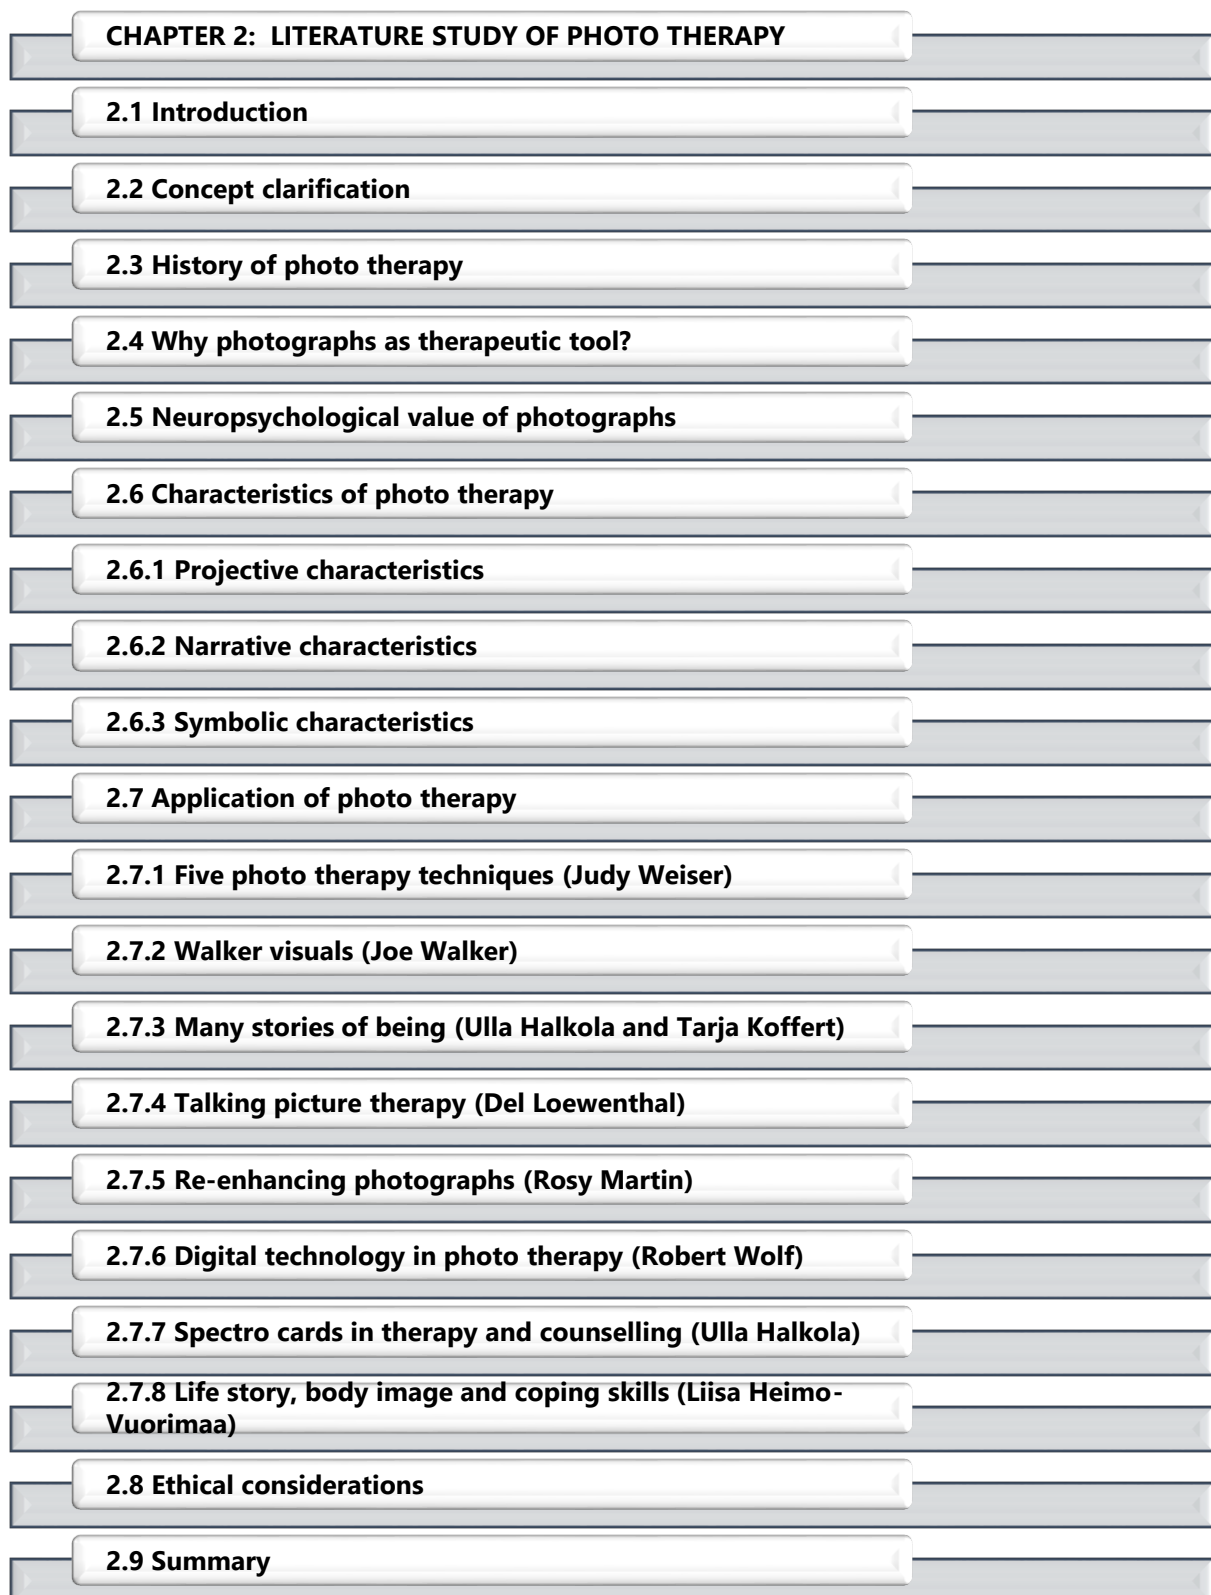 CHAPTER 2:  LITERATURE STUDY OF PHOTO THERAPY
2.1 Introduction
2.2 Concept clarification
2.3 History of photo therapy
2.4 Why photographs as therapeutic tool?
2.5 Neuropsychological value of photographs
2.6 Characteristics of photo therapy
2.6.1 Projective characteristics
2.6.2 Narrative characteristics
2.6.3 Symbolic characteristics
2.7 Application of photo therapy
2.7.1 Five photo therapy techniques (Judy Weiser)
2.7.2 Walker visuals (Joe Walker)
2.7.3 Many stories of being (Ulla Halkola and Tarja Koffert)
2.7.4 Talking picture therapy (Del Loewenthal)
2.7.5 Re-enhancing photographs (Rosy Martin)
2.7.6 Digital technology in photo therapy (Robert Wolf)
2.7.7 Spectro cards in therapy and counselling (Ulla Halkola)
2.7.8 Life story, body image and coping skills (Liisa Heimo-
Vuorimaa)
2.8 Ethical considerations
2.9 Summary